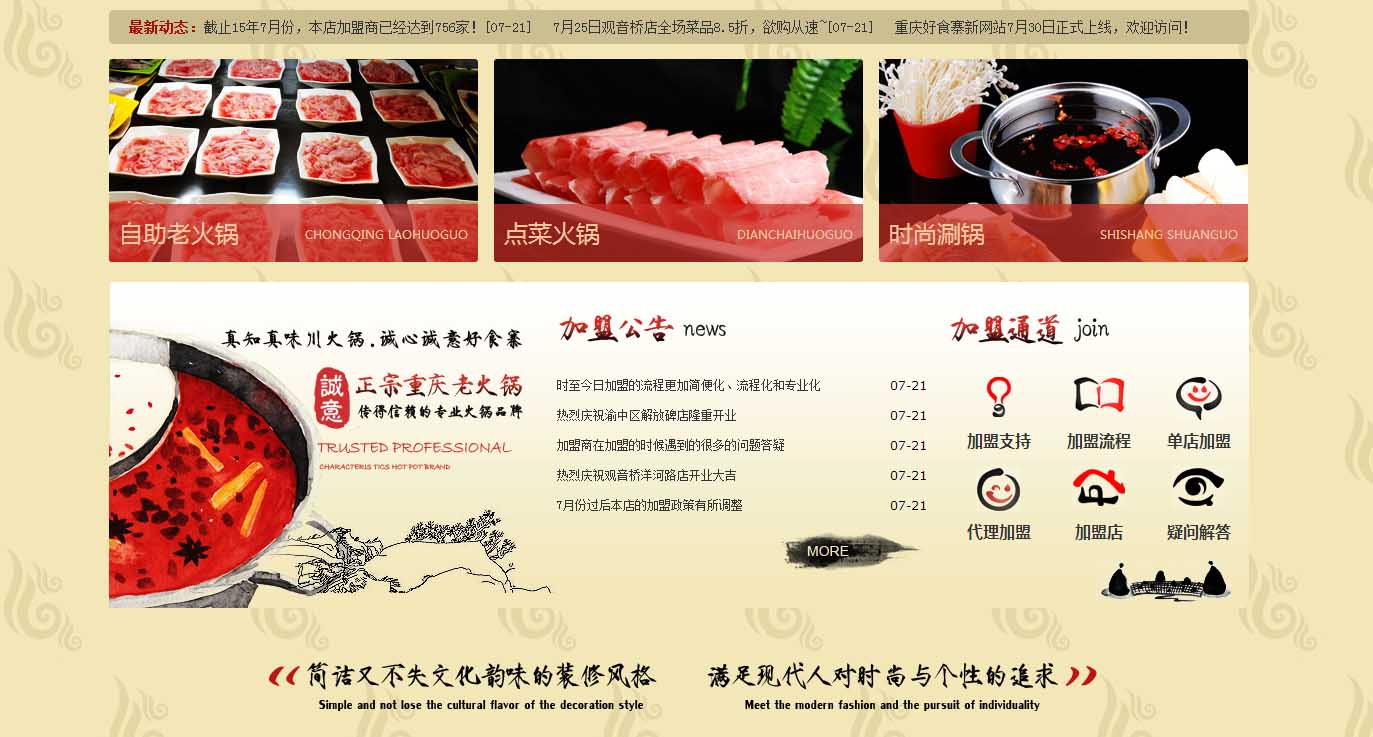 最新动态：截止15年7月份，本店加盟商已经达到756家！[07-21] 7月25日观音桥店全场菜品8.5折，欲购从速~[07-21] 重庆好食寨新网站7月30日正式上线，欢迎访问！
自助老火锅 CHONGQING LAOHUOGUO
点菜火锅 DIANCHAIHUOGUO
时尚涮锅 SHISHANG SHUANGUO
真知真味川火锅.诚心诚意好食寨
誠意
正宗重庆老火锅
值得信赖的专业火锅品牌
TRUSTED PROFESSIONAL
CHARACTERIS TICS HOT POT BRAND
加盟公告 news
时至今日加盟的流程更加简便化、流程化和专业化 07-21
热烈庆祝渝中区解放碑店隆重开业 07-21
加盟商在加盟的时候遇到的很多的问题答疑 07-21
热烈庆祝观音桥洋河路店开业大吉 07-21
7月份过后本店的加盟政策有所调整 07-21
MORE
加盟通道 join
加盟支持 加盟流程 单店加盟
代理加盟 加盟店 疑问解答
简洁又不失文化韵味的装修风格 满足现代人对时尚与个性的追求
Simple and not lose the cultural flavor of the decoration style Meet the modern fashion and the pursuit of individuality